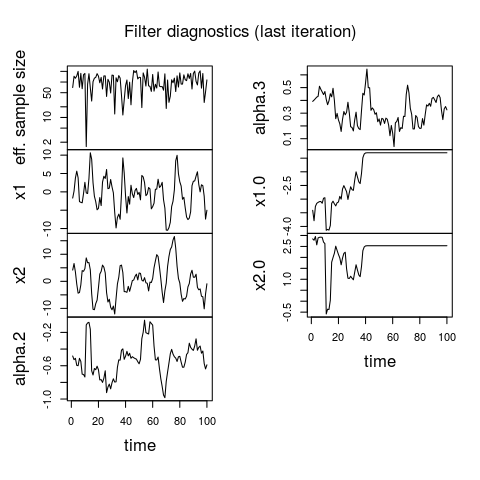 Filter diagnostics (last iteration)
eff. sample size
2 10 50
x1
-10 0 5 10
x2
-10 0 10
alpha.2
-1.0 -0.6 -0.2
0 20 40 60 80 100
time
alpha.3
0.1 0.3 0.5
x1.0
-4.0 -2.5
x2.0
-0.5 1.0 2.5
0 20 40 60 80 100
time